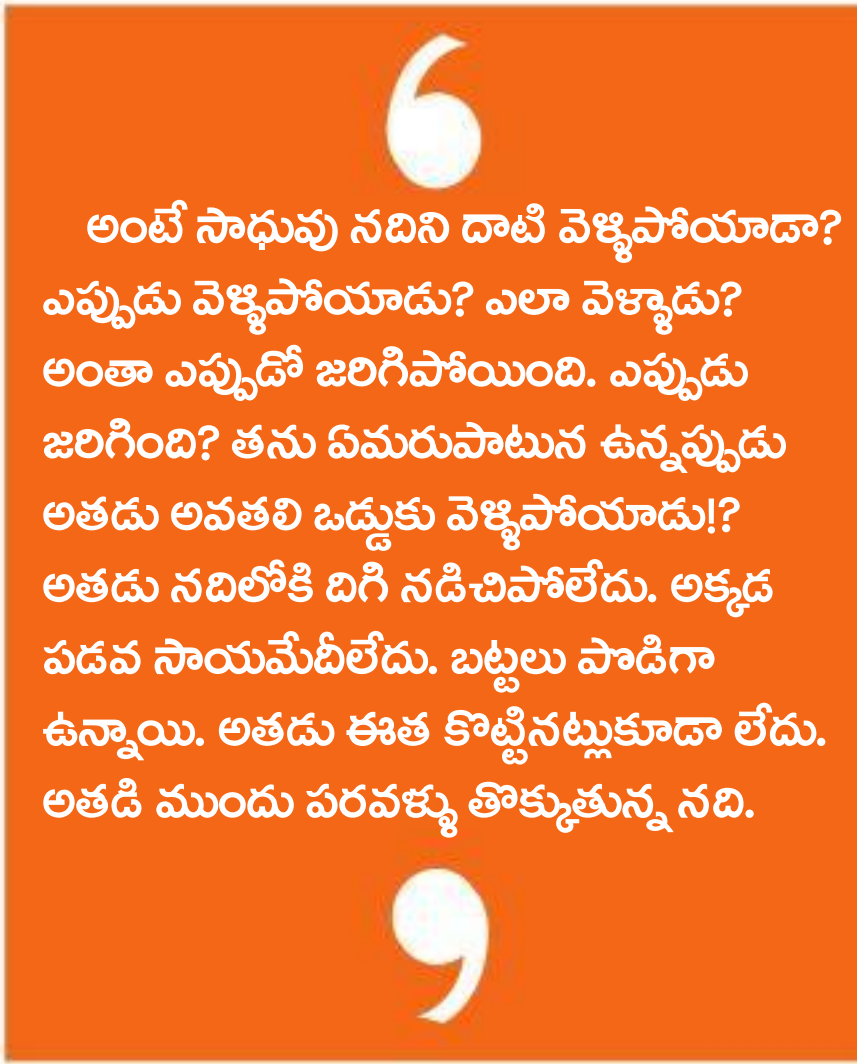 అంటే సాధువు నదిని దాటి వెళ్ళిపోయాడా?
ఎప్పుడు వెళ్ళిపోయాడు? ఎలా వెళ్ళాడు?
అంతా ఎప్పుడో జరిగిపోయింది. ఎప్పుడు
జరిగింది? తను ఏమరుపాటున ఉన్నప్పుడు
అతడు అవతలి ఒడ్డుకు వెళ్ళిపోయాడు!?
అతడు నదిలోకి దిగి నడిచిపోలేదు. అక్కడ
పడవ సాయమేదీలేదు. బట్టలు పొడిగా
ఉన్నాయి. అతడు ఈత కొట్టినట్లుకూడా లేదు.
అతడి ముందు పరవళ్ళు తొక్కుతున్న నది.